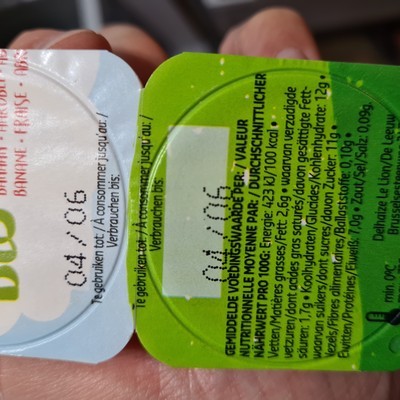 BANANE • FRAISE • AB
BIO
04/06
Te gebruiken tot: / À consommer jusqu'au: /
Verbrauchen bis:
Te gebruiken tot: / À consommer jusqu'au: /
Verbrauchen bis:
04/06
GEMIDDELDE VOEDINGSWAARDE PER: / VALEUR
NUTRITIONNELLE MOYENNE PAR: / DURCHSCHNITTLICHER
NÄHRWERT PRO 100G: Energie: 423 kJ/100 kcal •
Vetten/Matières grasses/Fett: 2,6g • waarvan verzadigde
vetzuren/dont acides gras saturés/davon gesättigte Fett-
säuren: 1,7g • Koolhydraten/Glucides/Kohlenhydrate: 12g •
waarvan suikers/dont sucres/davon Zucker: 11g •
Vezels/Fibres alimentaires/Ballaststoffe: 0,10g •
Eiwitten/Protéines/Eiweiß: 7,0g • Zout/Sel/Salz: 0,09g.
Delhaize Le Lion/De Leeuw
Brusselsesteenweg
min. 4°C